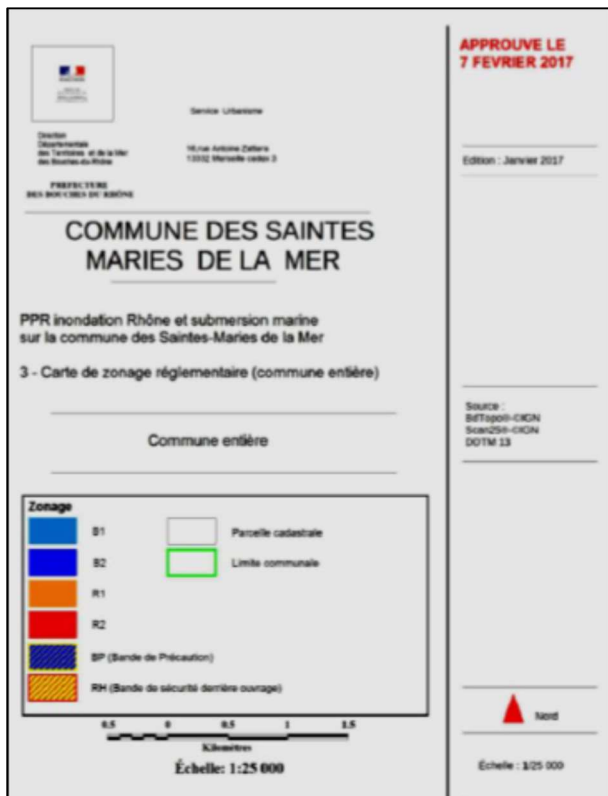 Direction
Départementale
des Territoires et de la Mer
des Bouches-du-Rhône
PREFECTURE
DES BOUCHES DU RHÔNE
Service Urbanisme
16,rue Antoine Zattara
13332 Marseille cedex 3
COMMUNE DES SAINTES
MARIES DE LA MER
PPR inondation Rhône et submersion marine
sur la commune des Saintes-Maries de la Mer
3 - Carte de zonage réglementaire (commune entière)
Commune entière
Zonage
B1
B2
R1
R2
BP (Bande de Précaution)
RH (Bande de sécurité derrière ouvrage)
Parcelle cadastrale
Limite communale
0.5 0 0.5 1 1.5
Kilomètres
Échelle: 1:25 000
APPROUVE LE
7 FEVRIER 2017
Edition : Janvier 2017
Source :
BdTopo®-©IGN
Scan25®-©IGN
DDTM 13
Nord
Échelle : 1/25 000